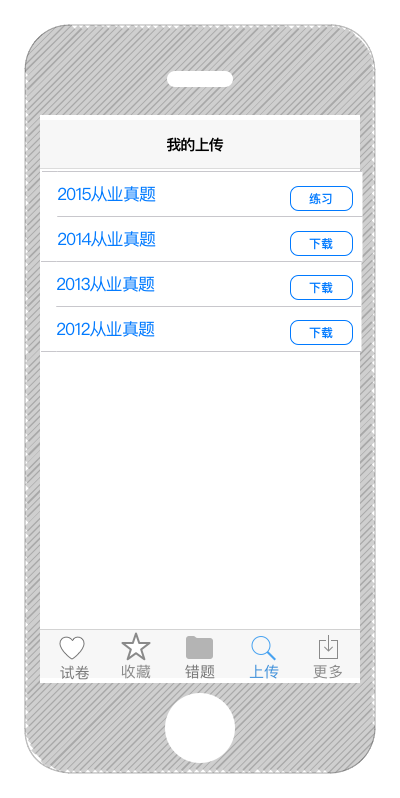 我的上传
2015从业真题 练习
2014从业真题 下载
2013从业真题 下载
2012从业真题 下载
试卷 收藏 错题 上传 更多